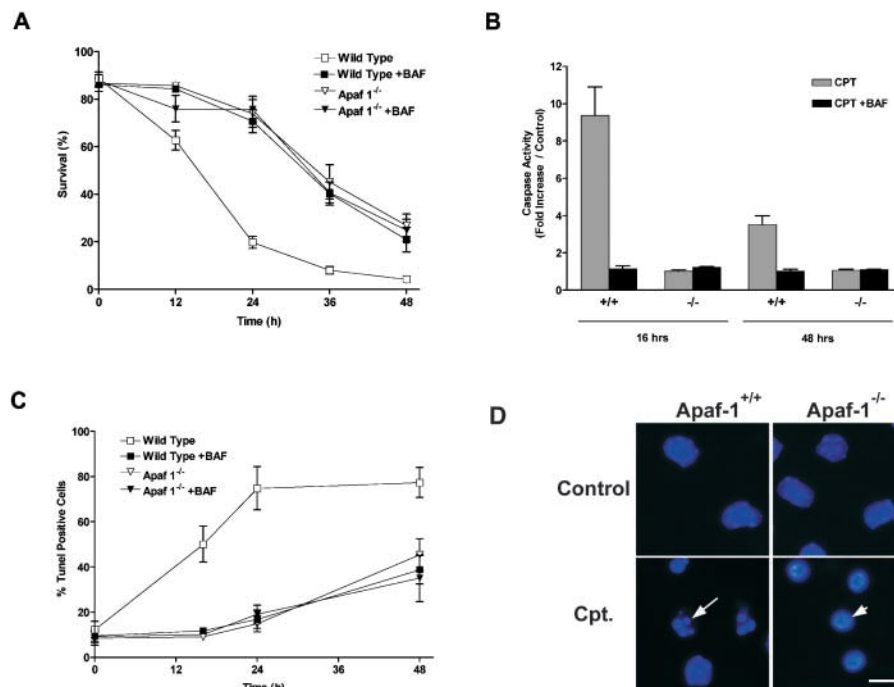 A
Wild Type
Wild Type +BAF
Apaf 1-/-
Apaf 1-/- +BAF
100
80
60
40
20
0
Survival (%)
0 12 24 36 48
Time (h)
B
CPT
CPT +BAF
12
10
8
6
4
2
0
Caspase Activity
(Fold Increase / Control)
+/+ -/- +/+ -/-
16 hrs 48 hrs
C
Wild Type
Wild Type +BAF
Apaf 1-/-
Apaf 1-/- +BAF
100
80
60
40
20
0
% Tunel Positive Cells
0 12 24 36 48
Time (h)
D
Apaf-1+/+ Apaf-1-/-
Control
Cpt.